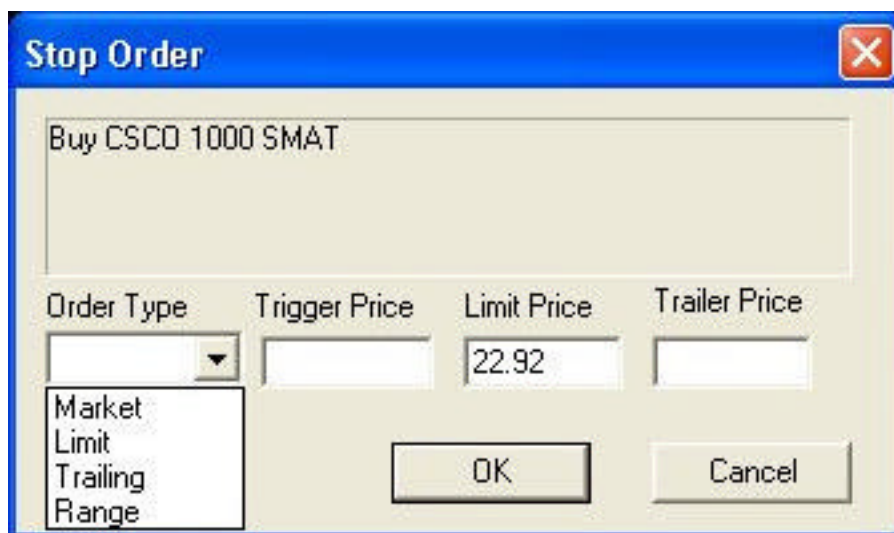 Stop Order
Buy CSCO 1000 SMAT
Order Type Trigger Price Limit Price Trailer Price
22.92
Market
Limit
Trailing
Range
OK Cancel